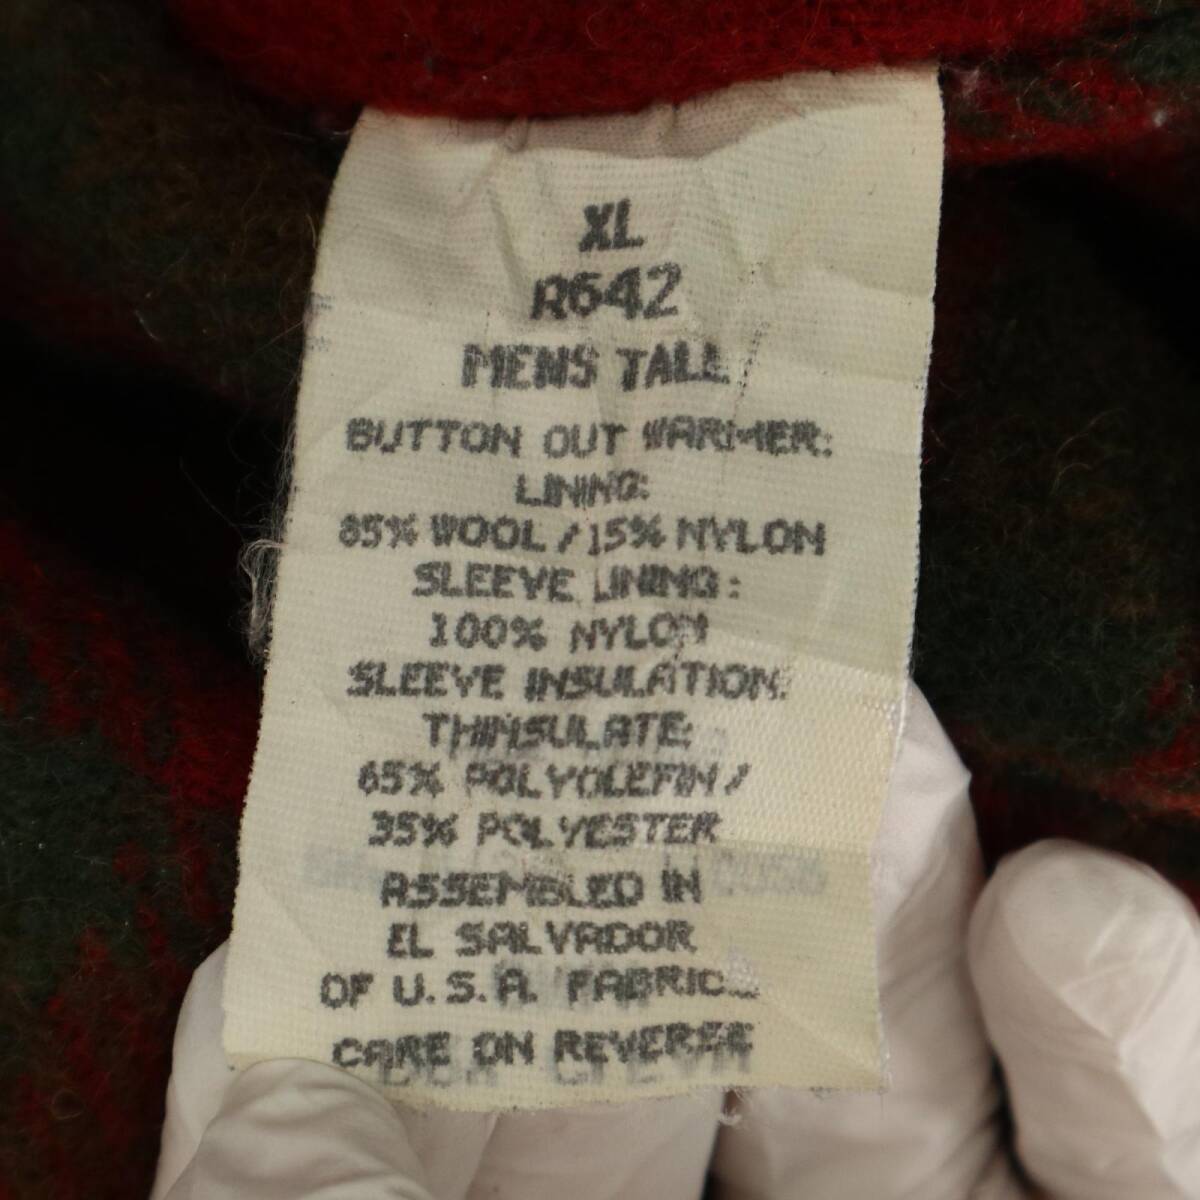 XL
R642
MENS TALL
BUTTON OUT WARMER:
LINING:
85% WOOL / 15% NYLON
SLEEVE LINING:
100% NYLON
SLEEVE INSULATION:
THINSULATE:
65% POLYOLEFIN /
35% POLYESTER
ASSEMBLED IN
EL SALVADOR
OF U.S.A. FABRIC
CARE ON REVERSE